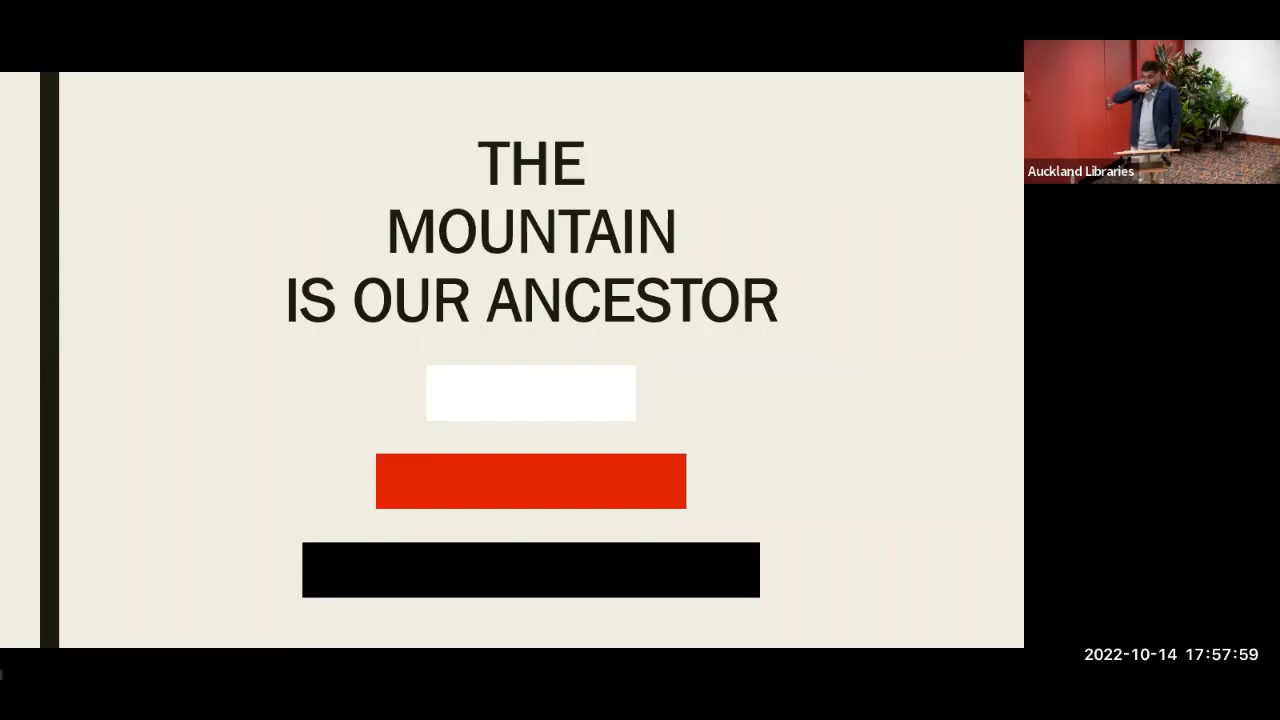 THE
MOUNTAIN
IS OUR ANCESTOR
Auckland Libraries
2022-10-14 17:57:59